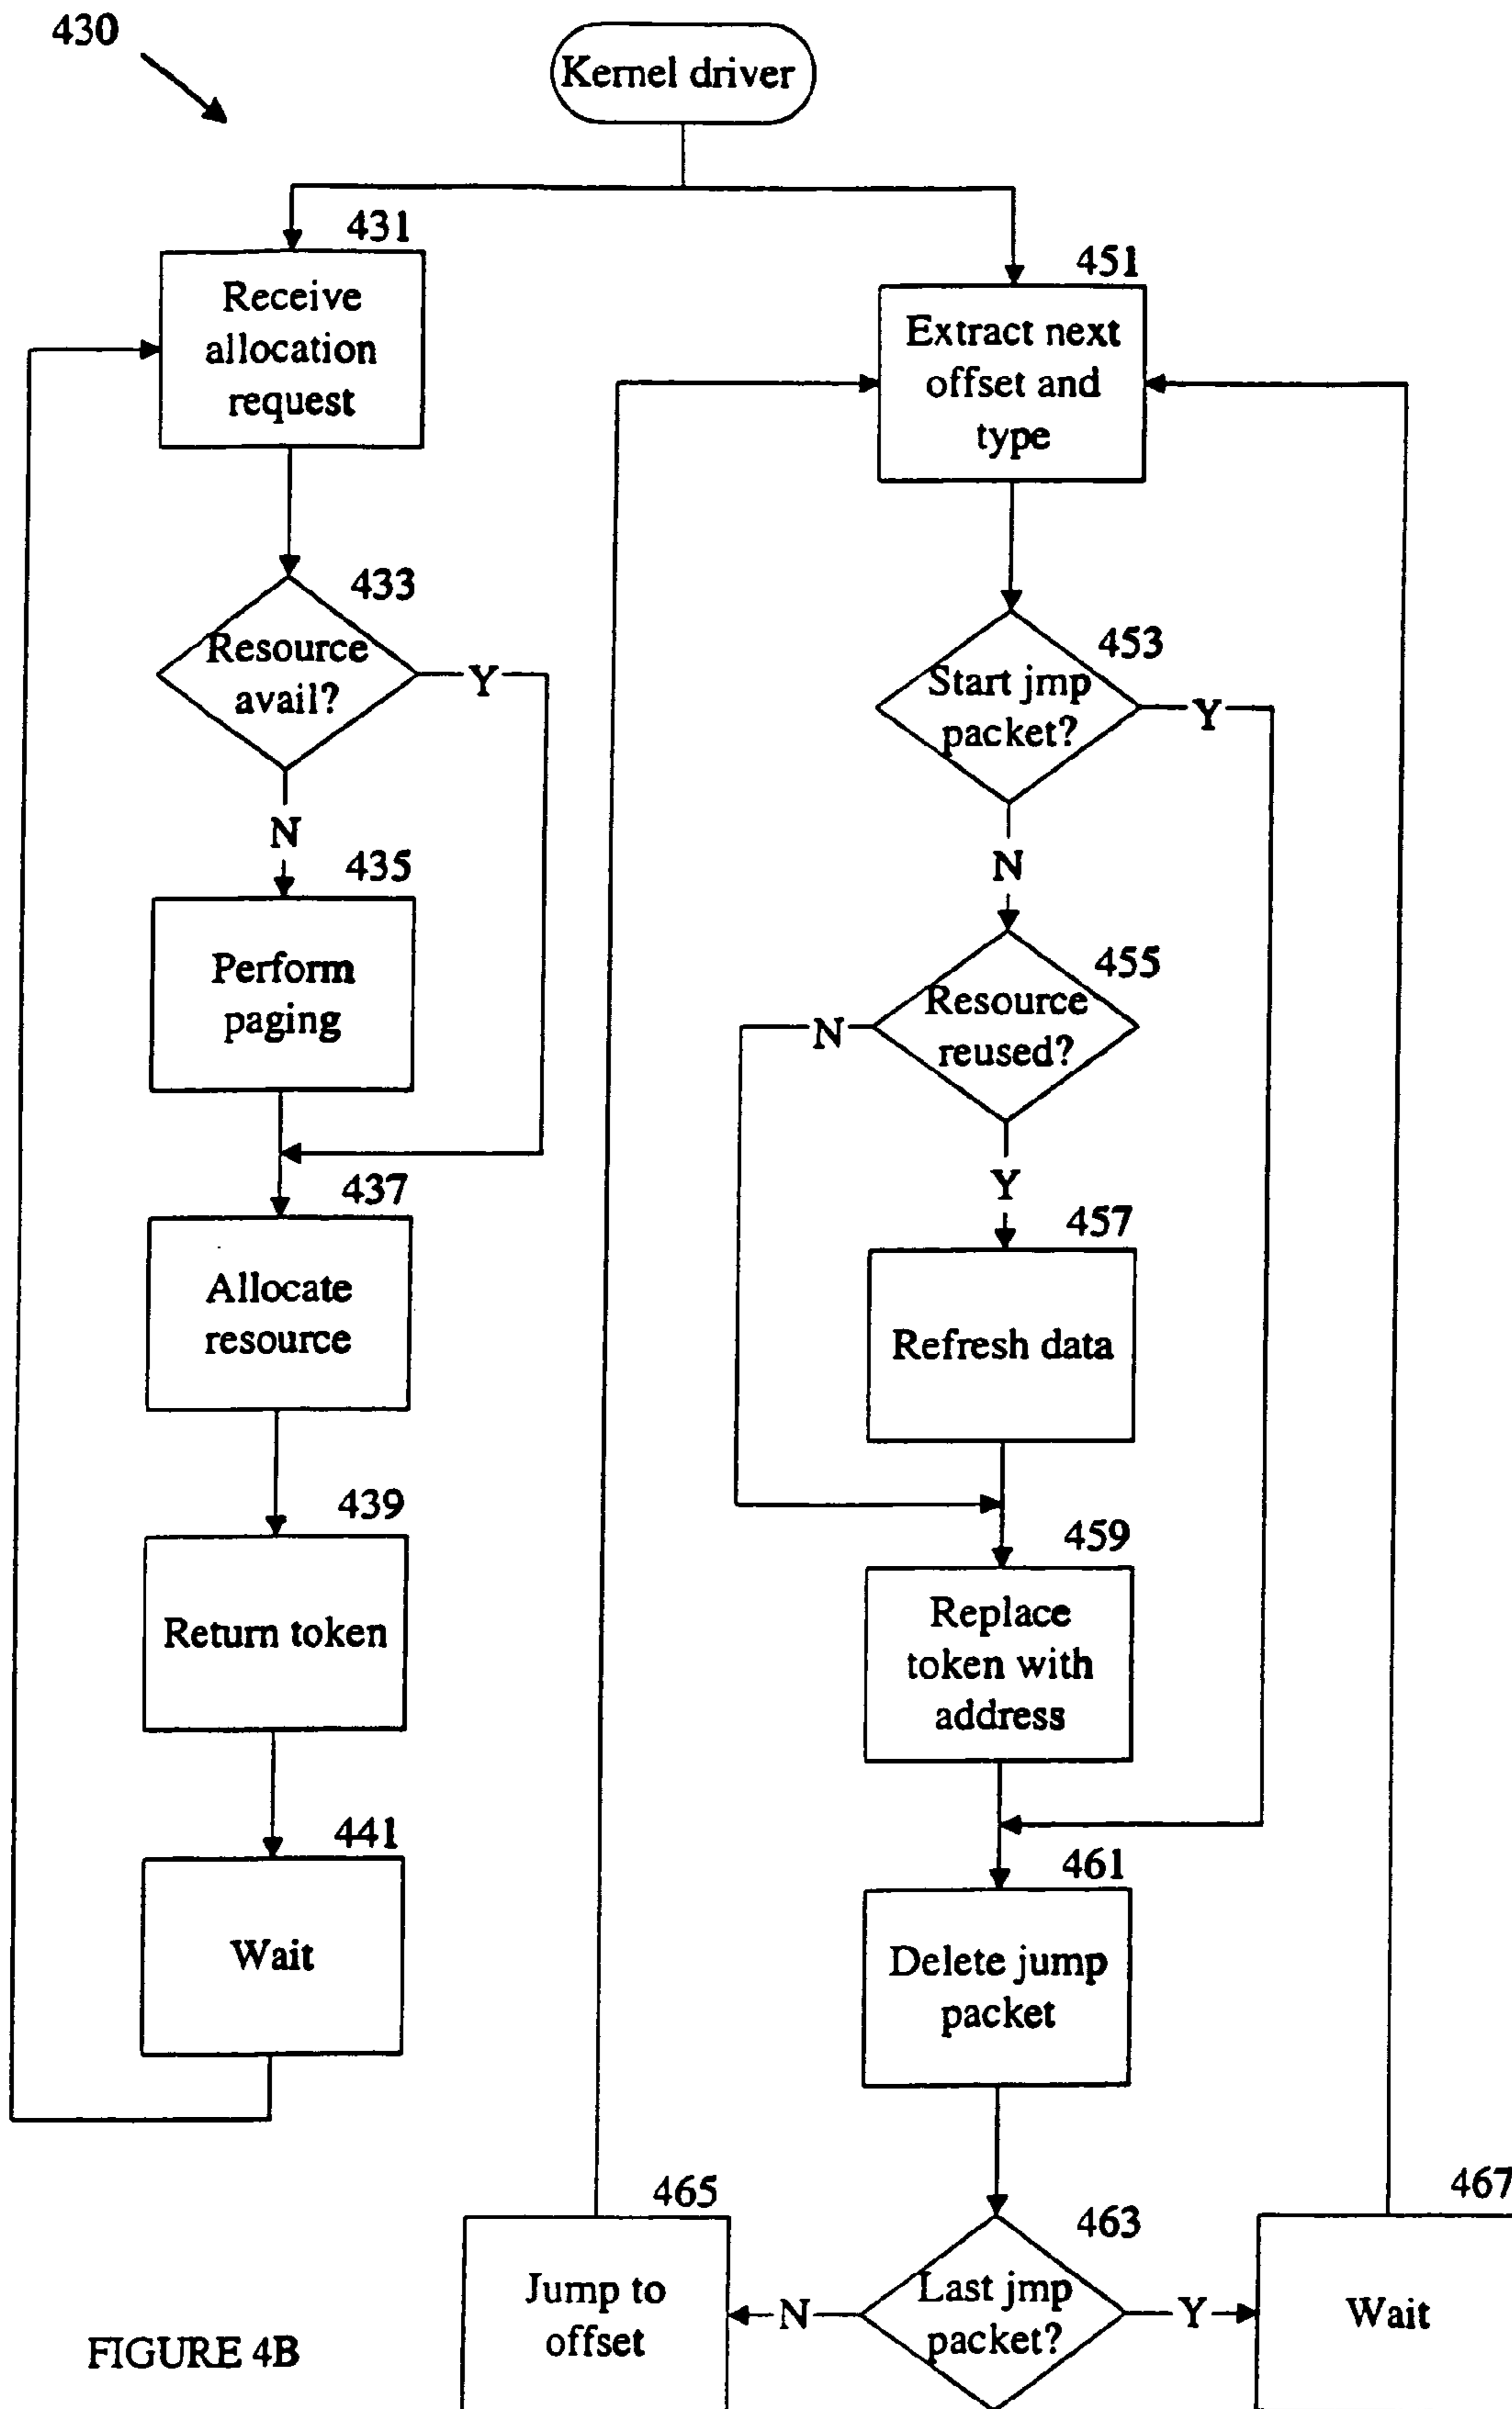 430
Kernel driver
431
Receive
allocation
request
433
Resource
avail?
Y
N
435
Perform
paging
437
Allocate
resource
439
Return token
441
Wait
451
Extract next
offset and
type
453
Start jmp
packet?
Y
N
455
Resource
reused?
N
Y
457
Refresh data
459
Replace
token with
address
461
Delete jump
packet
463
Last jmp
packet?
N
Y
465
Jump to
offset
467
Wait
FIGURE 4B